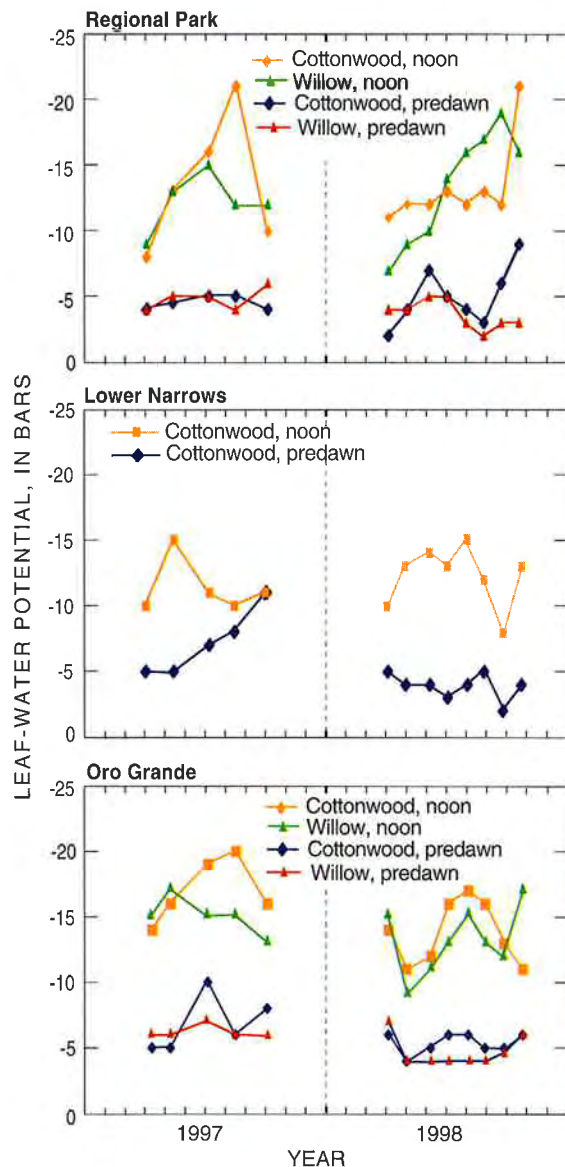 Regional Park
-25
-20
-15
-10
-5
0
Cottonwood, noon
Willow, noon
Cottonwood, predawn
Willow, predawn
Lower Narrows
-25
-20
-15
-10
-5
0
Cottonwood, noon
Cottonwood, predawn
Oro Grande
-25
-20
-15
-10
-5
0
Cottonwood, noon
Willow, noon
Cottonwood, predawn
Willow, predawn
LEAF-WATER POTENTIAL, IN BARS
1997
1998
YEAR